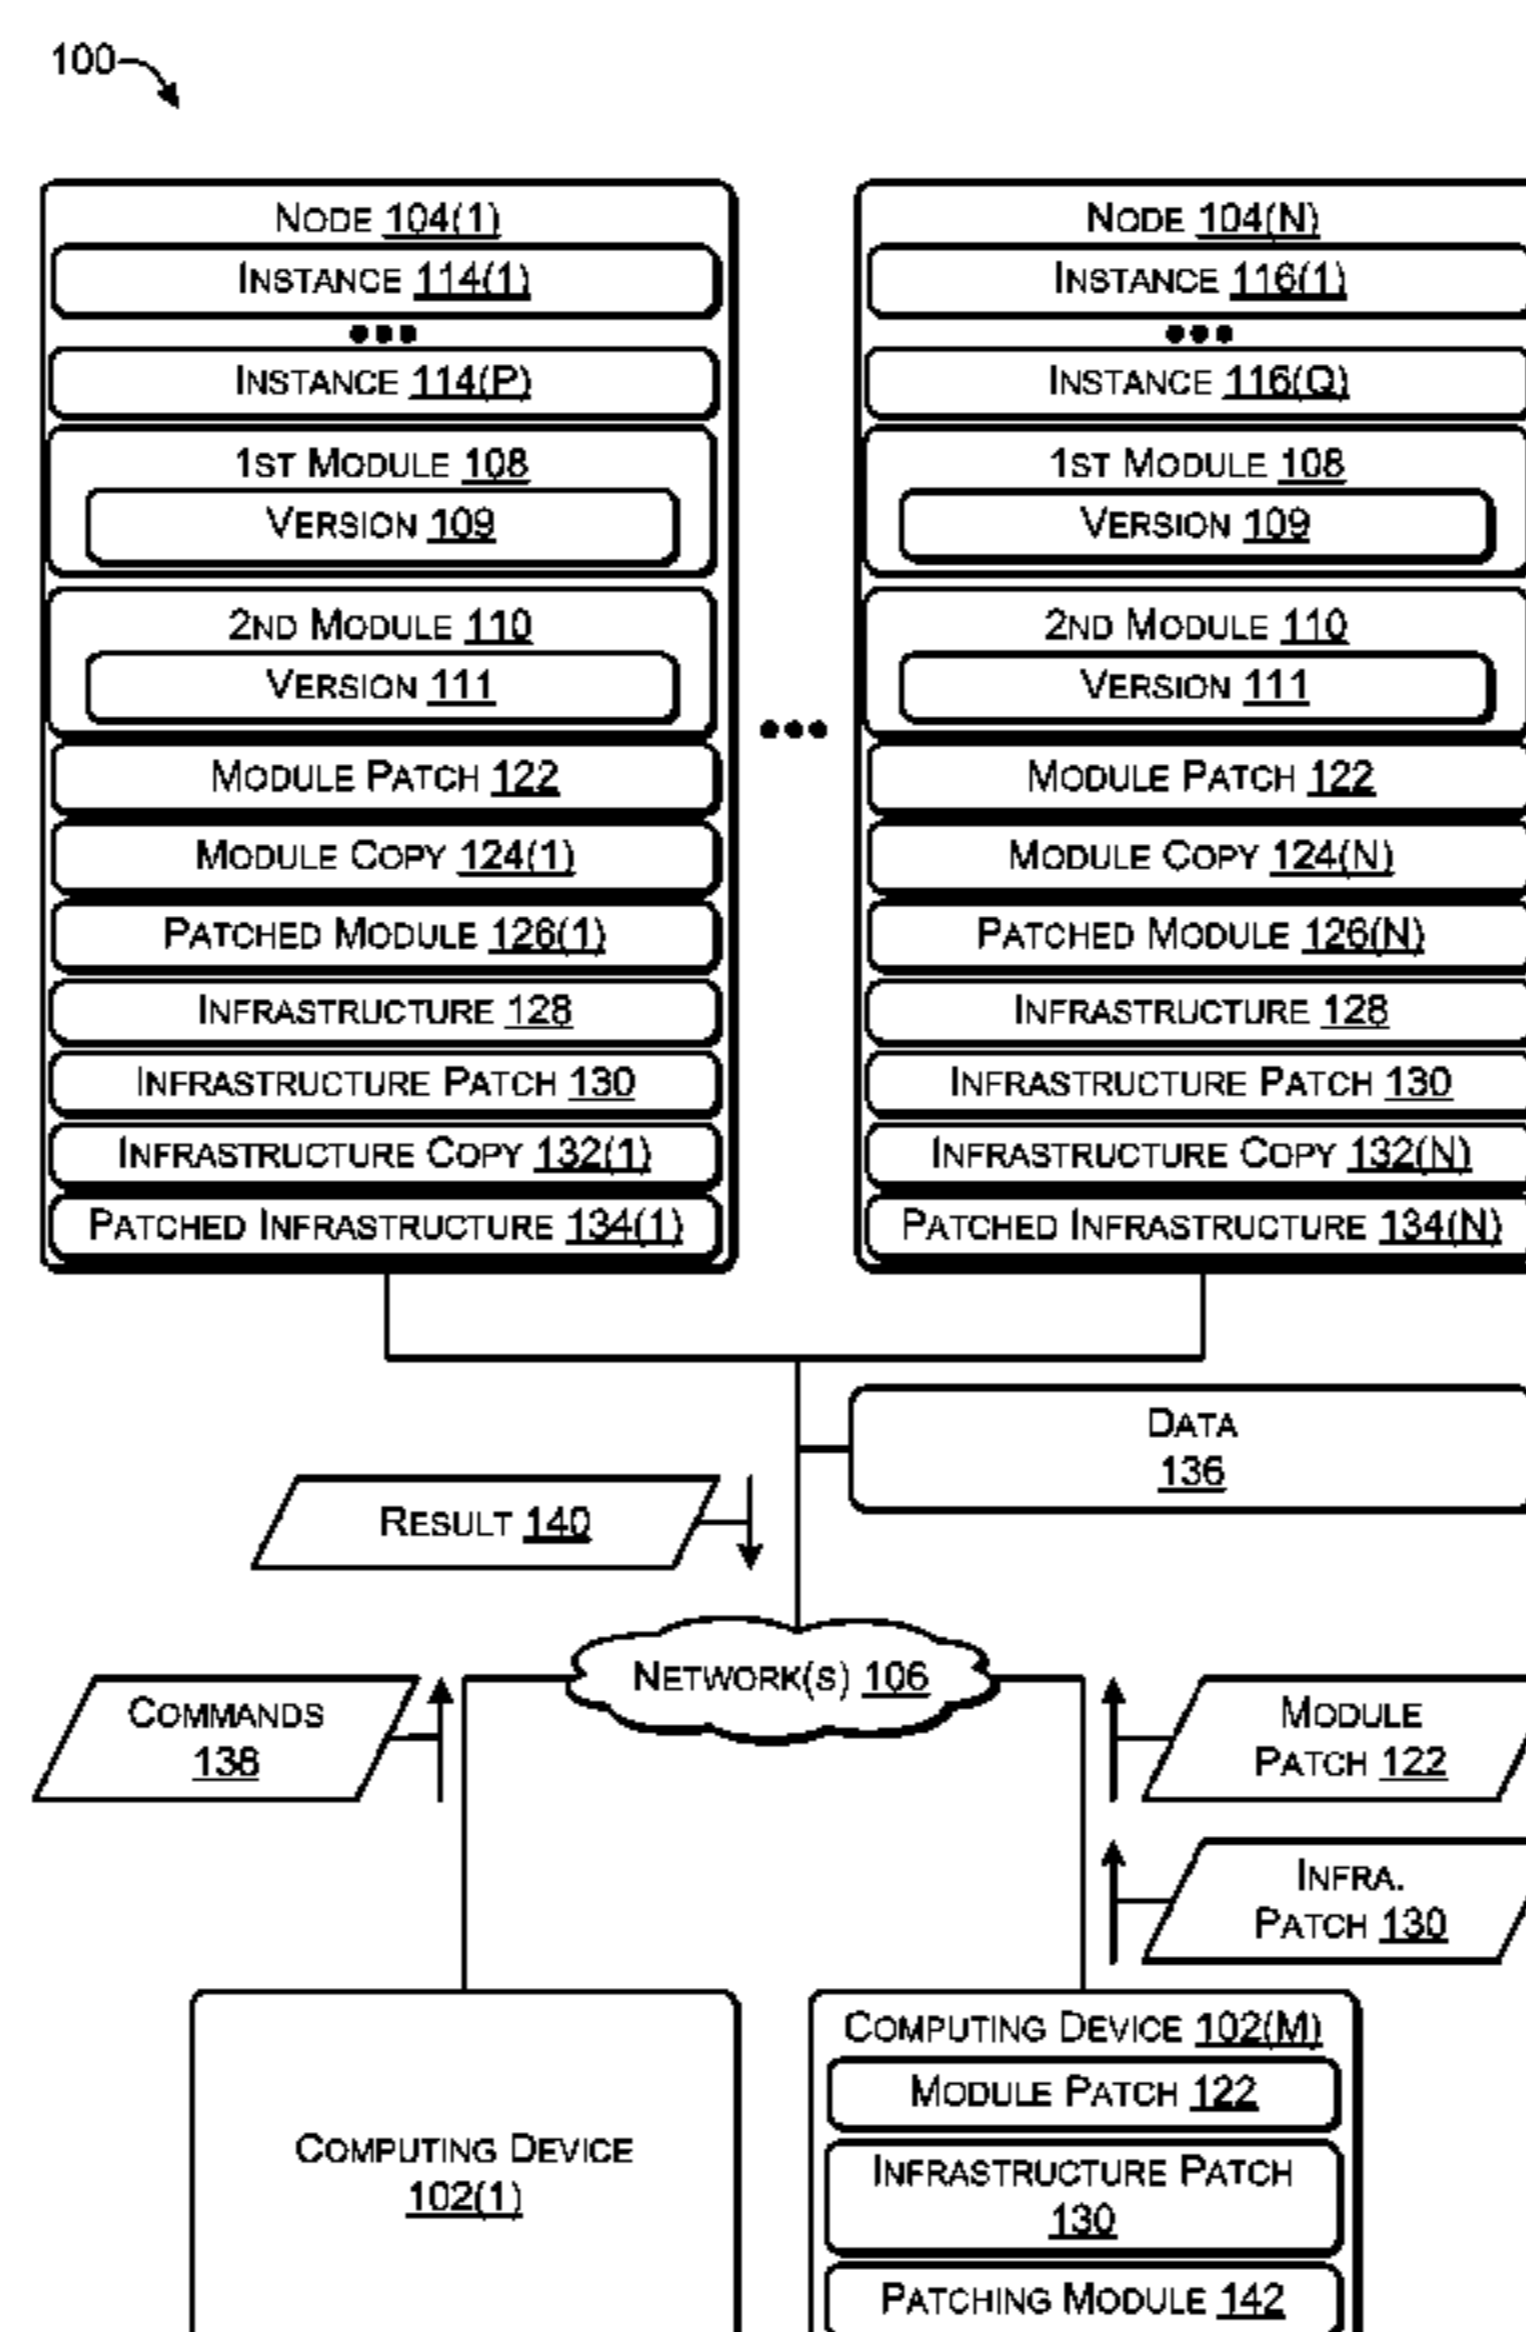 100
NODE 104(1)
INSTANCE 114(1)
•••
INSTANCE 114(P)
1ST MODULE 108
VERSION 109
2ND MODULE 110
VERSION 111
MODULE PATCH 122
MODULE COPY 124(1)
PATCHED MODULE 126(1)
INFRASTRUCTURE 128
INFRASTRUCTURE PATCH 130
INFRASTRUCTURE COPY 132(1)
PATCHED INFRASTRUCTURE 134(1)
•••
NODE 104(N)
INSTANCE 116(1)
•••
INSTANCE 116(Q)
1ST MODULE 108
VERSION 109
2ND MODULE 110
VERSION 111
MODULE PATCH 122
MODULE COPY 124(N)
PATCHED MODULE 126(N)
INFRASTRUCTURE 128
INFRASTRUCTURE PATCH 130
INFRASTRUCTURE COPY 132(N)
PATCHED INFRASTRUCTURE 134(N)
DATA
136
RESULT 140
NETWORK(S) 106
COMMANDS
138
MODULE
PATCH 122
INFRA.
PATCH 130
COMPUTING DEVICE
102(1)
COMPUTING DEVICE 102(M)
MODULE PATCH 122
INFRASTRUCTURE PATCH
130
PATCHING MODULE 142